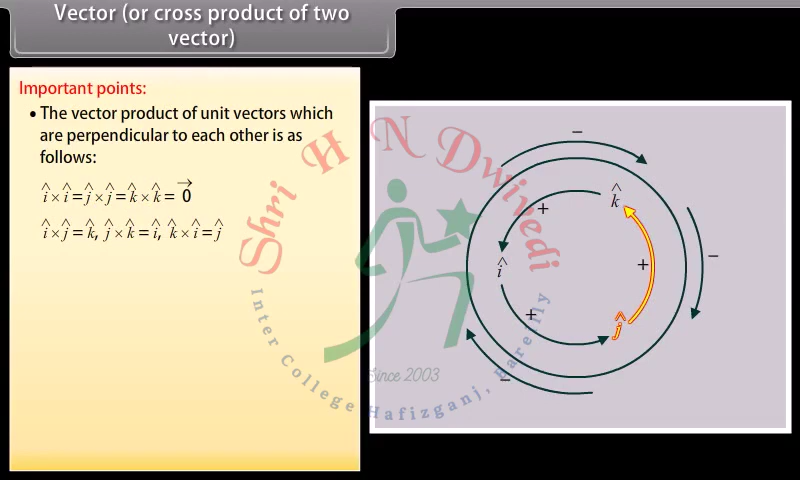 Vector (or cross product of two
vector)
Important points:
• The vector product of unit vectors which
are perpendicular to each other is as
follows:
î × î = ĵ × ĵ = k̂ × k̂ = 0⃗
î × ĵ = k̂, ĵ × k̂ = î, k̂ × î = ĵ
−
k̂
+
î
+
−
+
ĵ
−
Shri H N Dwivedi
Inter College Hafizganj, Bareilly
Since 2003